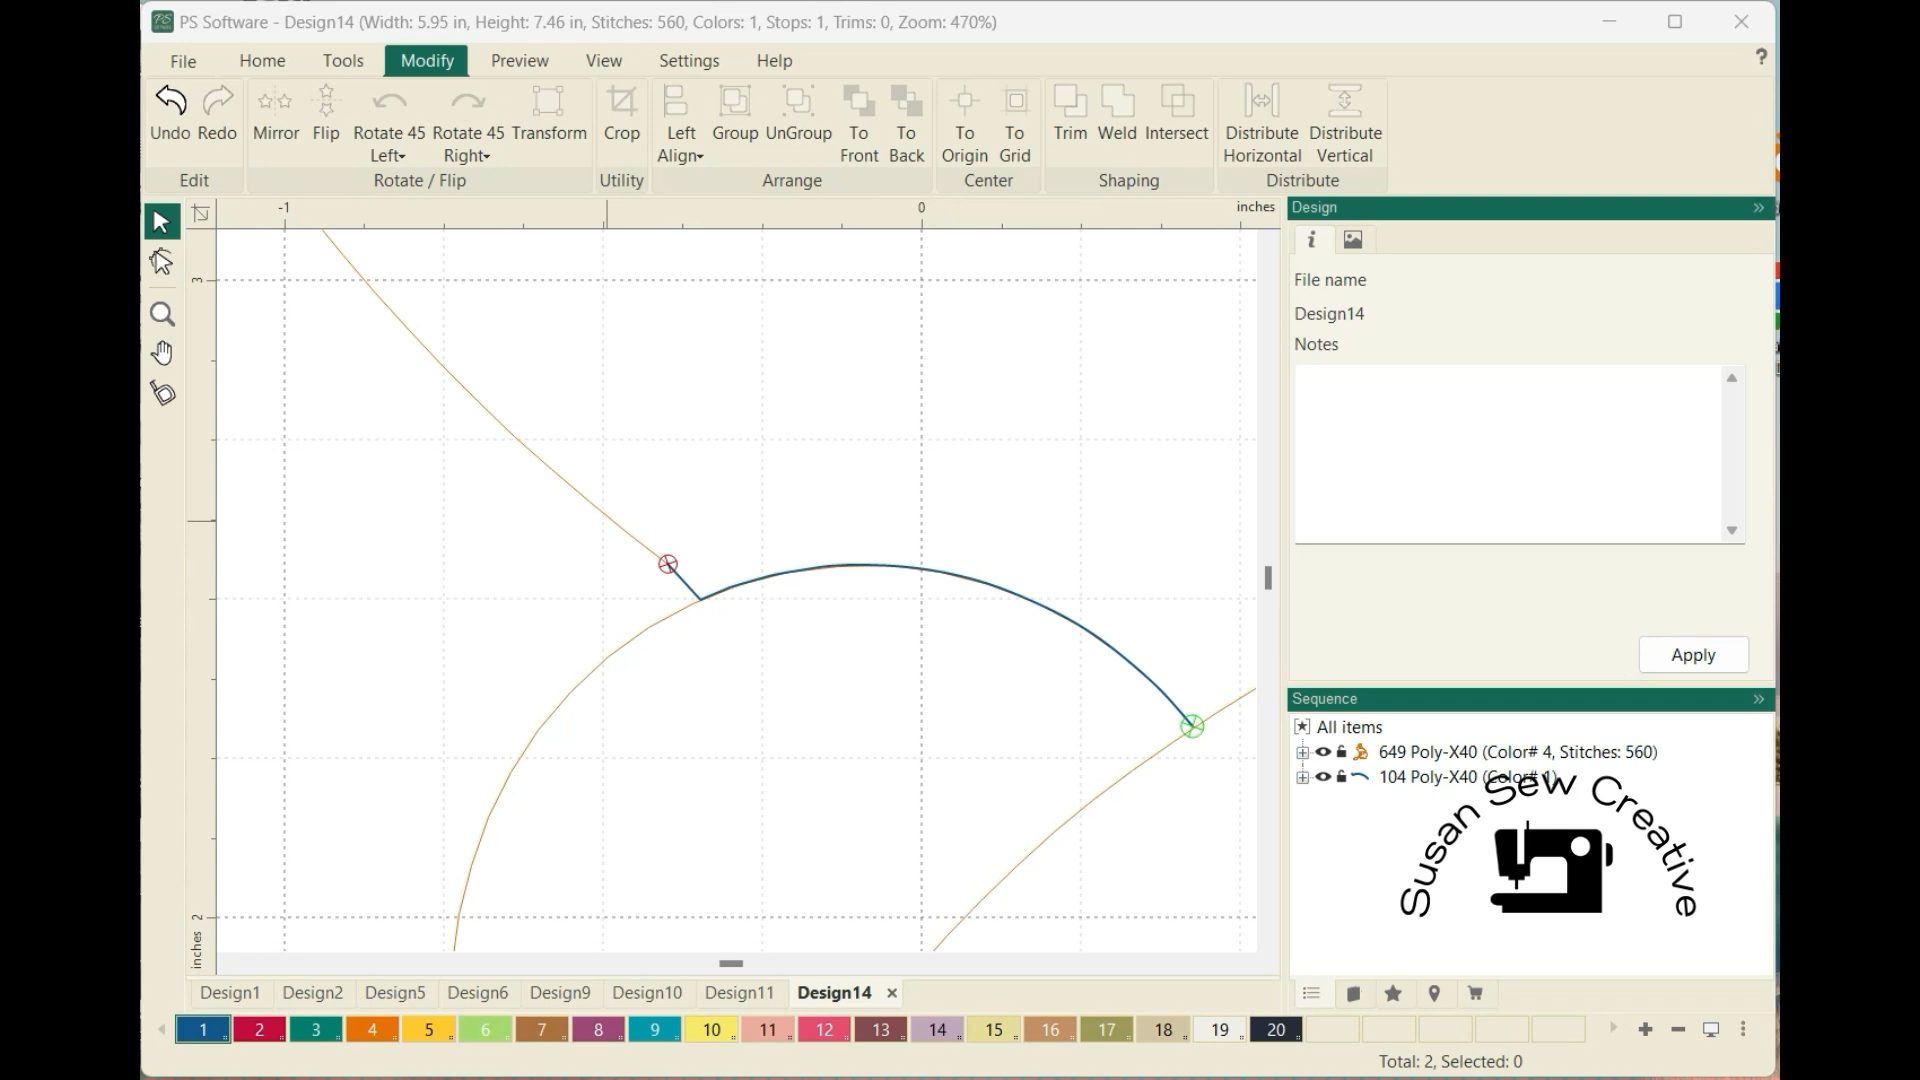 PS Software - Design14 (Width: 5.95 in, Height: 7.46 in, Stitches: 560, Colors: 1, Stops: 1, Trims: 0, Zoom: 470%)
File Home Tools Modify Preview View Settings Help ?
Undo Redo Mirror Flip Rotate 45 Left Rotate 45 Right Transform Crop Left Align Group UnGroup To Front To Back To Origin To Grid Trim Weld Intersect Distribute Horizontal Distribute Vertical
Edit Rotate / Flip Utility Arrange Center Shaping Distribute
-1 0 inches
3
2
inches
Design
File name
Design14
Notes
Apply
Sequence
All items
649 Poly-X40 (Color# 4, Stitches: 560)
104 Poly-X40 (Color# 1)
Susan Sew Creative
Design1 Design2 Design5 Design6 Design9 Design10 Design11 Design14
1 2 3 4 5 6 7 8 9 10 11 12 13 14 15 16 17 18 19 20
Total: 2, Selected: 0